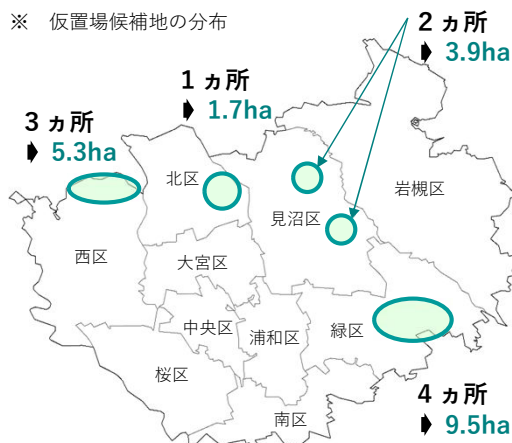 ※ 仮置場候補地の分布
2 ヵ所
➧ 3.9ha
1 ヵ所
➧ 1.7ha
3 ヵ所
➧ 5.3ha
北区
岩槻区
見沼区
西区
大宮区
中央区
浦和区
緑区
桜区
南区
4 ヵ所
➧ 9.5ha